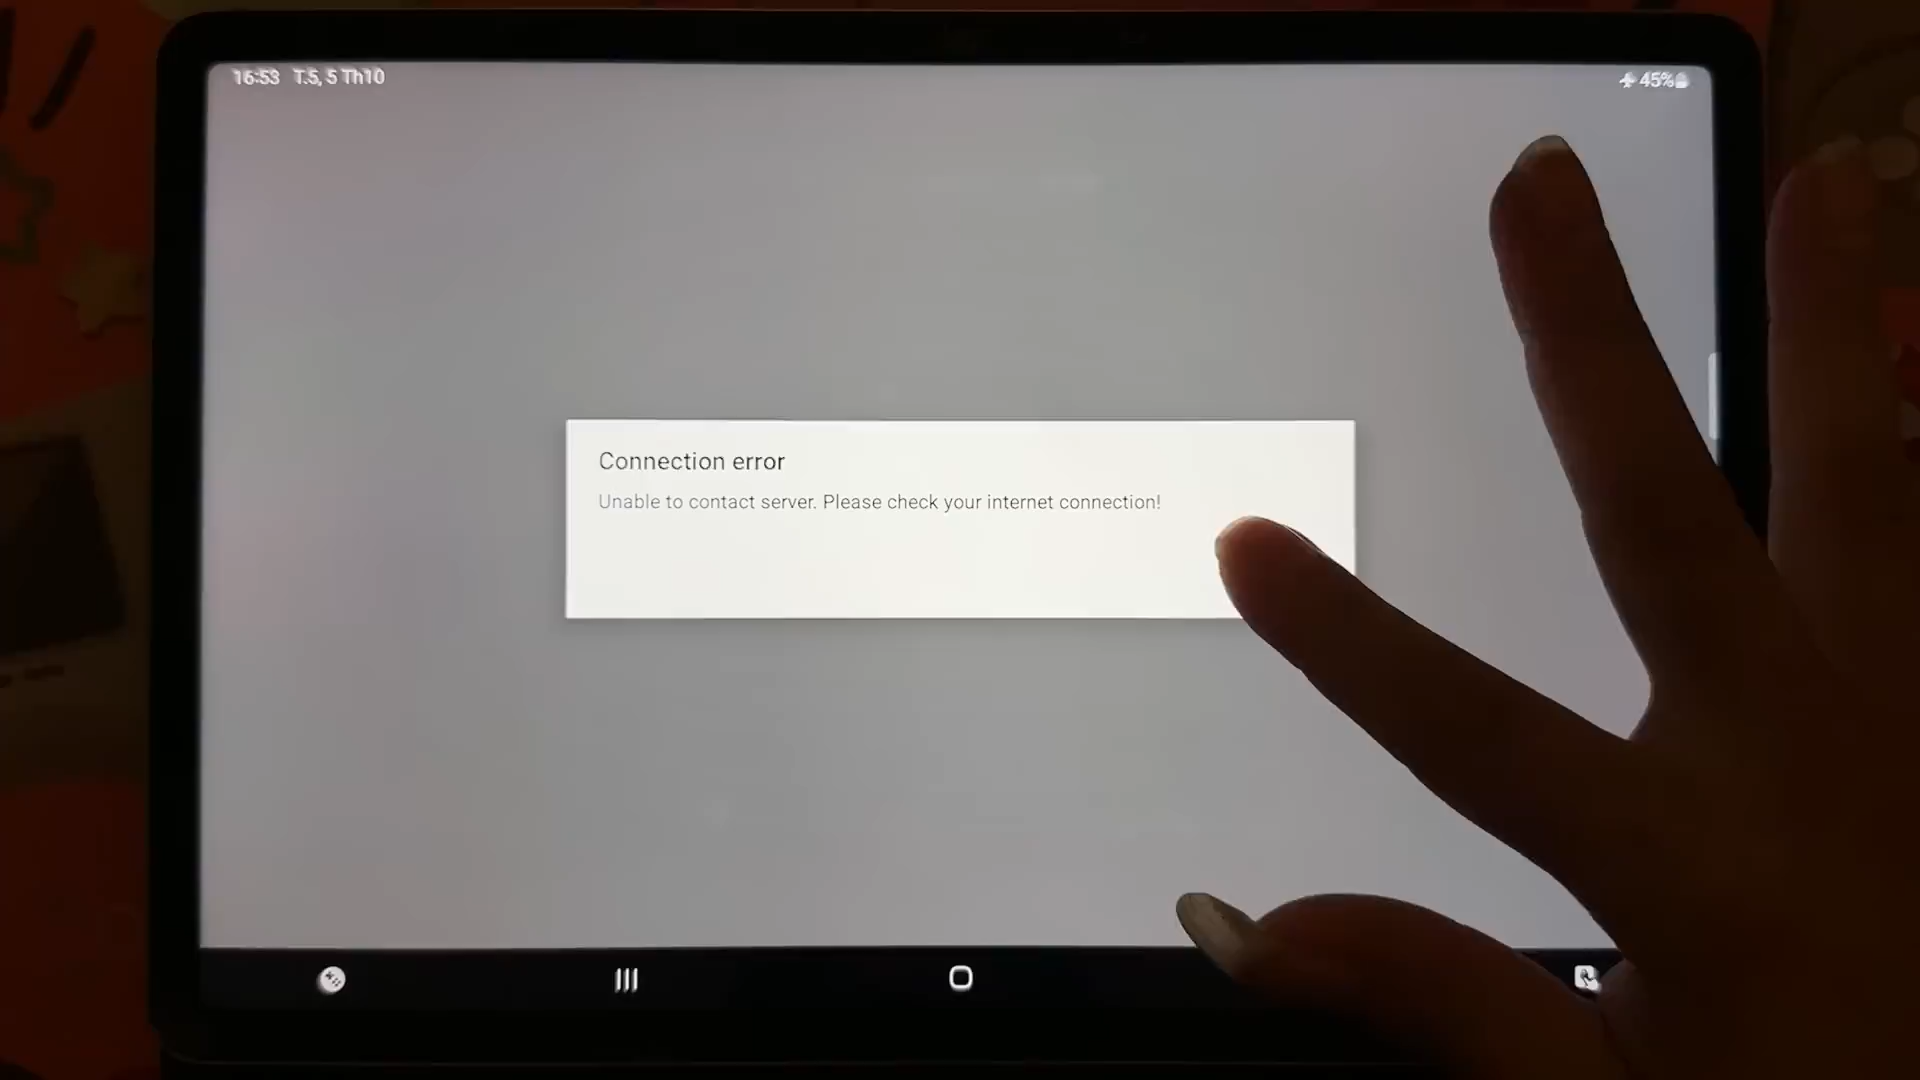 16:53 T.5, 5 Th10
45%
Connection error
Unable to contact server. Please check your internet connection!